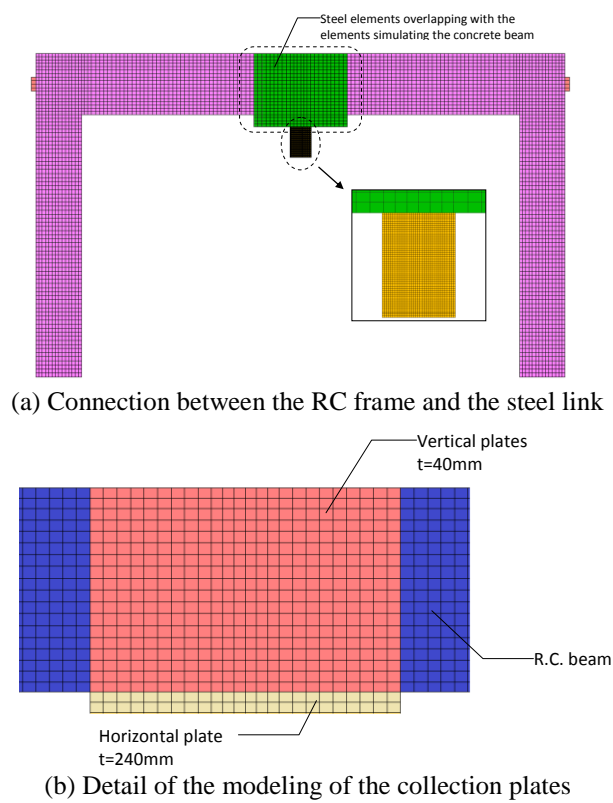 Steel elements overlapping with the
elements simulating the concrete beam
(a) Connection between the RC frame and the steel link
Vertical plates
t=40mm
R.C. beam
Horizontal plate
t=240mm
(b) Detail of the modeling of the collection plates